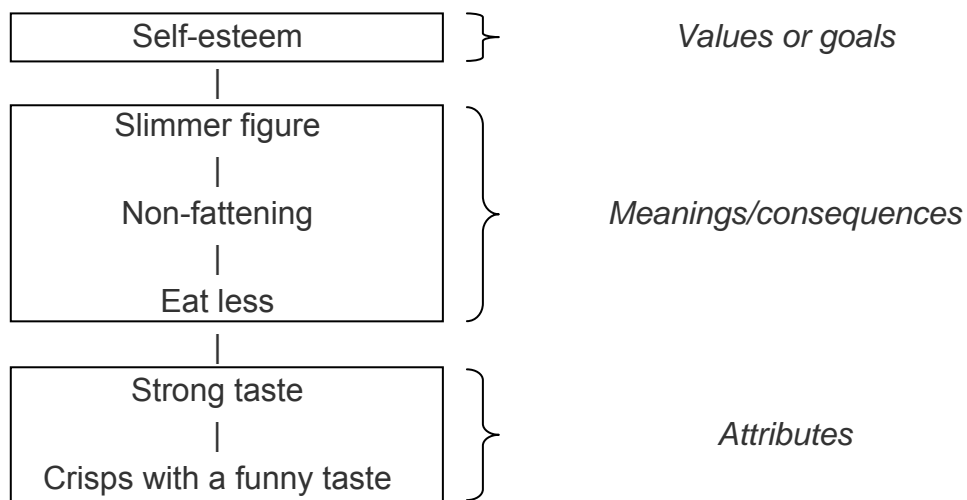 Self-esteem
Values or goals
|
Slimmer figure
|
Non-fattening
Meanings/consequences
|
Eat less
|
Strong taste
|
Attributes
Crisps with a funny taste